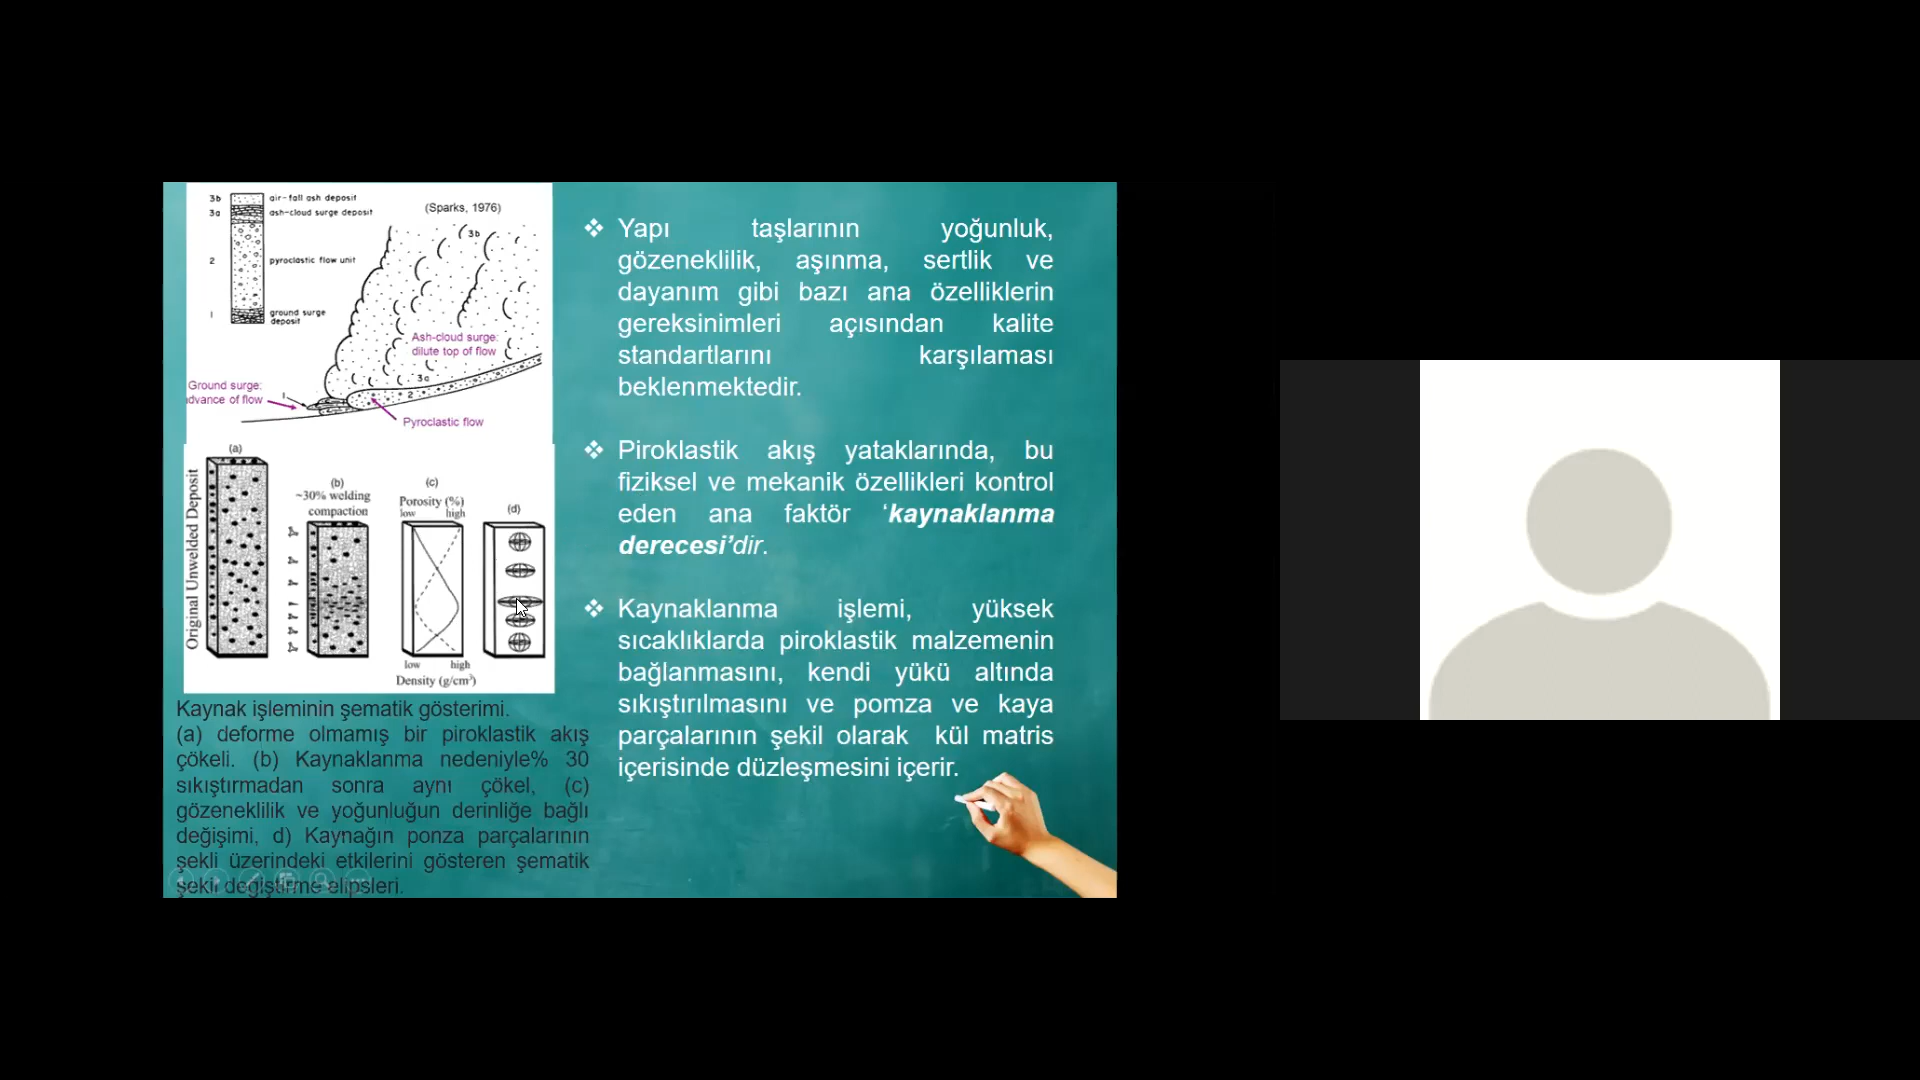 3b air-fall ash deposit
3a ash-cloud surge deposit
(Sparks, 1976)
3b
2 pyroclastic flow unit
1 ground surge
deposit
Ash-cloud surge:
dilute top of flow
3a
Ground surge:
dvance of flow
1
2
Pyroclastic flow
(a)
Original Unwelded Deposit
(b)
~30% welding
compaction
(c)
Porosity (%)
low high
(d)
low high
Density (g/cm³)
Kaynak işleminin şematik gösterimi.
(a) deforme olmamış bir piroklastik akış
çökeli. (b) Kaynaklanma nedeniyle% 30
sıkıştırmadan sonra aynı çökel, (c)
gözeneklilik ve yoğunluğun derinliğe bağlı
değişimi, d) Kaynağın ponza parçalarının
şekli üzerindeki etkilerini gösteren şematik
şekil değiştirme elipsleri.
❖ Yapı taşlarının yoğunluk,
gözeneklilik, aşınma, sertlik ve
dayanım gibi bazı ana özelliklerin
gereksinimleri açısından kalite
standartlarını karşılaması
beklenmektedir.
❖ Piroklastik akış yataklarında, bu
fiziksel ve mekanik özellikleri kontrol
eden ana faktör ‘kaynaklanma
derecesi’dir.
❖ Kaynaklanma işlemi, yüksek
sıcaklıklarda piroklastik malzemenin
bağlanmasını, kendi yükü altında
sıkıştırılmasını ve pomza ve kaya
parçalarının şekil olarak kül matris
içerisinde düzleşmesini içerir.